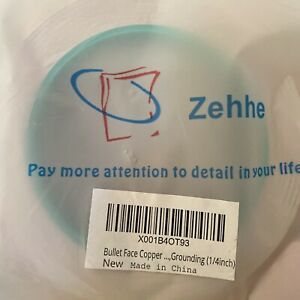 Zehhe
Pay more attention to detail in your life
X001B4OT93
Bullet Face Copper ...,Grounding (1/4inch)
New Made in China